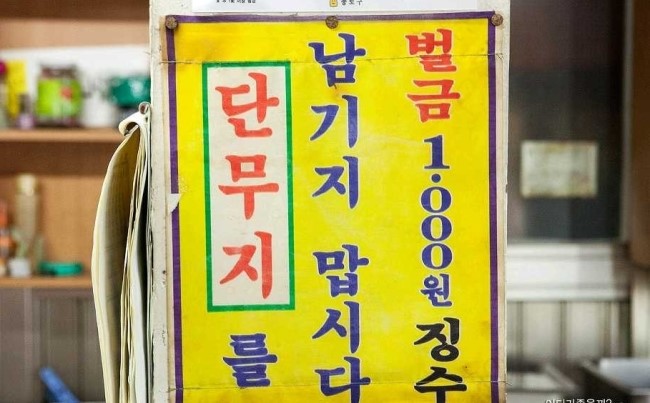 단무지를
남기지 맙시다
벌금 1.000원 징수